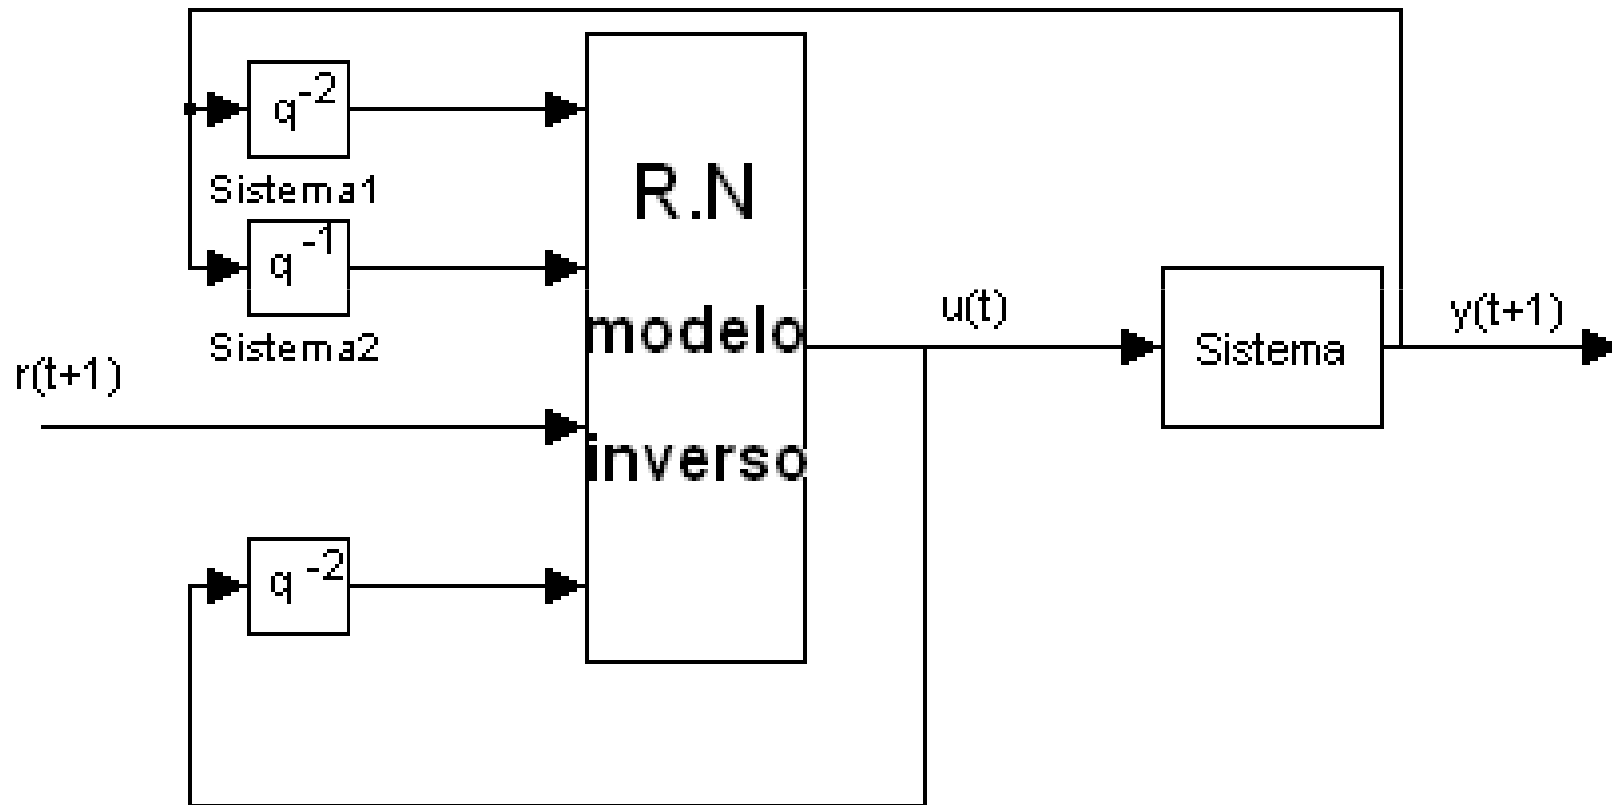 q^-2
Sistema1
q^-1
Sistema2
r(t+1)
q^-2
R.N
modelo
inverso
u(t)
Sistema
y(t+1)